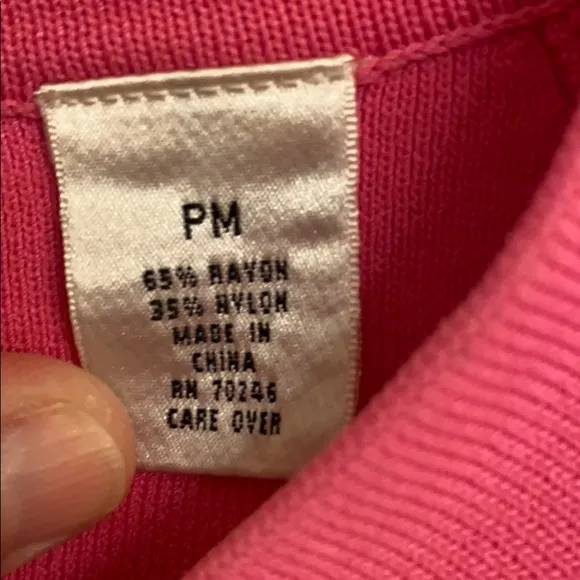 PM
65% RAYON
35% NYLON
MADE IN
CHINA
RN 70246
CARE OVER